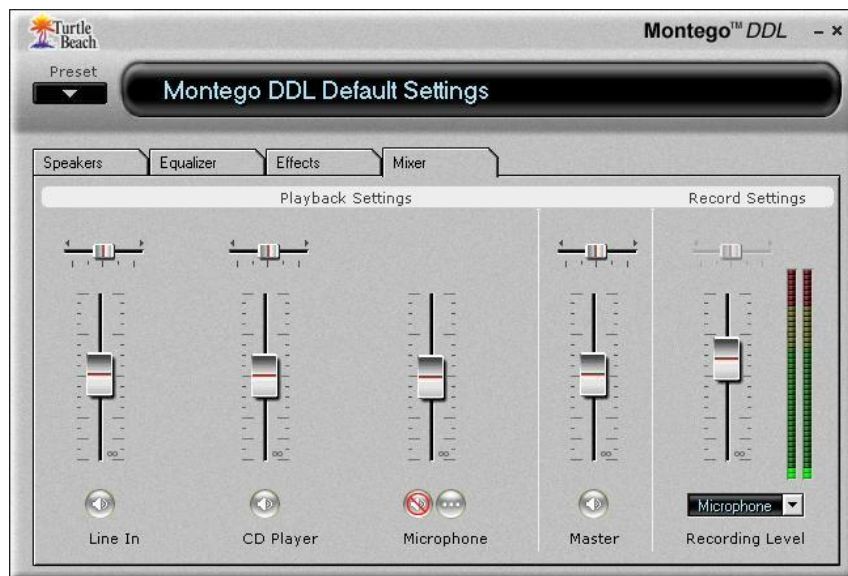 Turtle Beach
Montego™ DDL
Preset
Montego DDL Default Settings
Speakers
Equalizer
Effects
Mixer
Playback Settings
Record Settings
∞
∞
∞
∞
∞
Microphone
Line In
CD Player
Microphone
Master
Recording Level